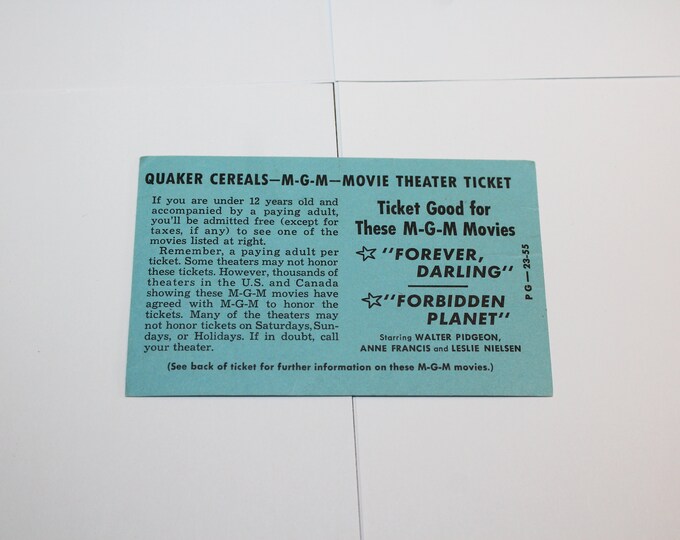 QUAKER CEREALS—M-G-M—MOVIE THEATER TICKET
If you are under 12 years old and
accompanied by a paying adult,
you'll be admitted free (except for
taxes, if any) to see one of the
movies listed at right.
Remember, a paying adult per
ticket. Some theaters may not honor
these tickets. However, thousands of
theaters in the U.S. and Canada
showing these M-G-M movies have
agreed with M-G-M to honor the
tickets. Many of the theaters may
not honor tickets on Saturdays, Sun-
days, or Holidays. If in doubt, call
your theater.
Ticket Good for
These M-G-M Movies
☆ "FOREVER,
DARLING"
☆ "FORBIDDEN
PLANET"
Starring WALTER PIDGEON,
ANNE FRANCIS and LESLIE NIELSEN
PG—23-55
(See back of ticket for further information on these M-G-M movies.)